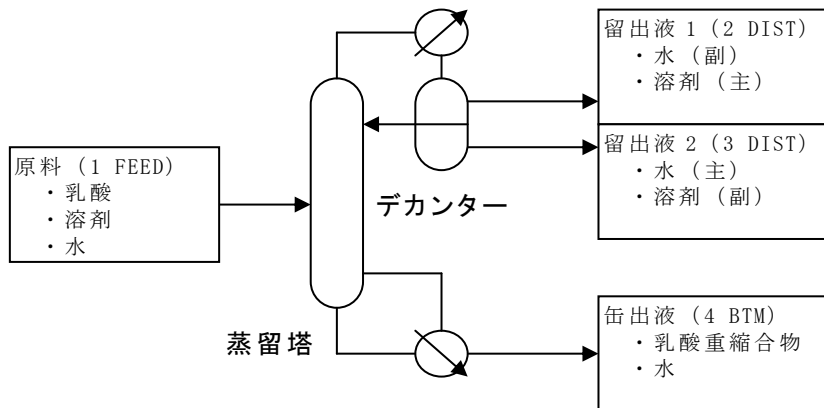 原料 (1 FEED)
・乳酸
・溶剤
・水
留出液 1 (2 DIST)
・水 (副)
・溶剤 (主)
留出液 2 (3 DIST)
・水 (主)
・溶剤 (副)
デカンター
蒸留塔
缶出液 (4 BTM)
・乳酸重縮合物
・水